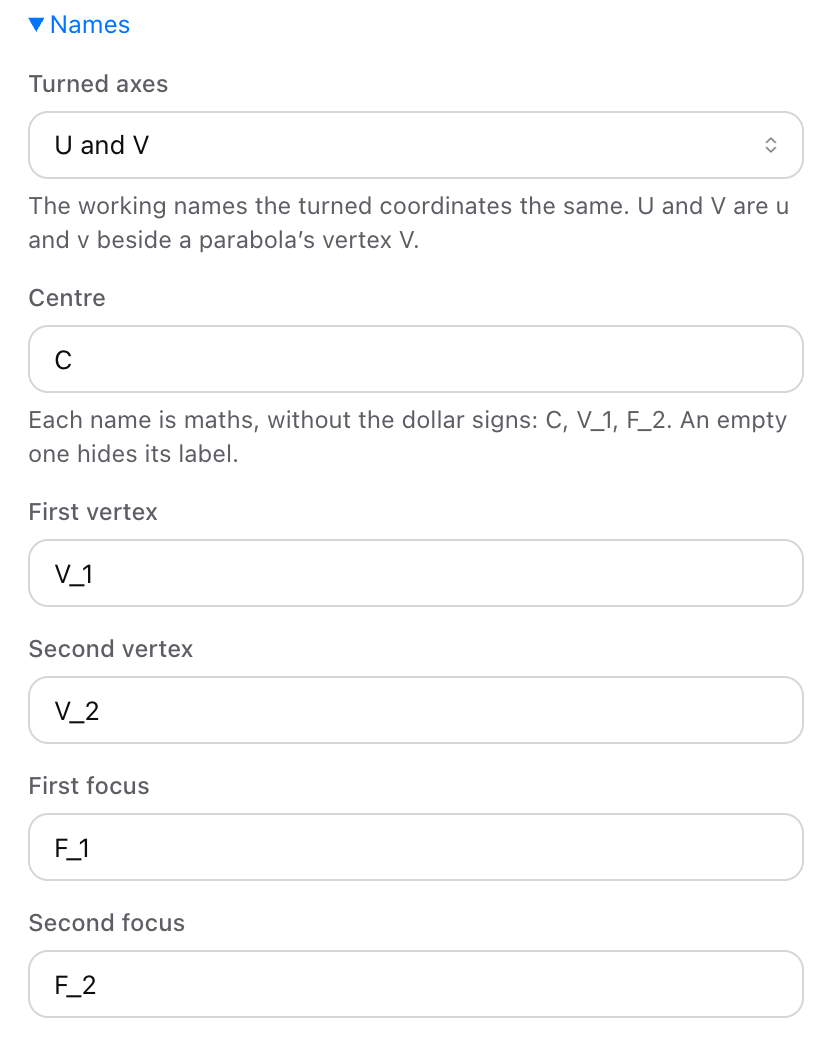 Names
Turned axes
U and V
The working names the turned coordinates the same. U and V are u
and v beside a parabola’s vertex V.
Centre
C
Each name is maths, without the dollar signs: C, V_1, F_2. An empty
one hides its label.
First vertex
V_1
Second vertex
V_2
First focus
F_1
Second focus
F_2